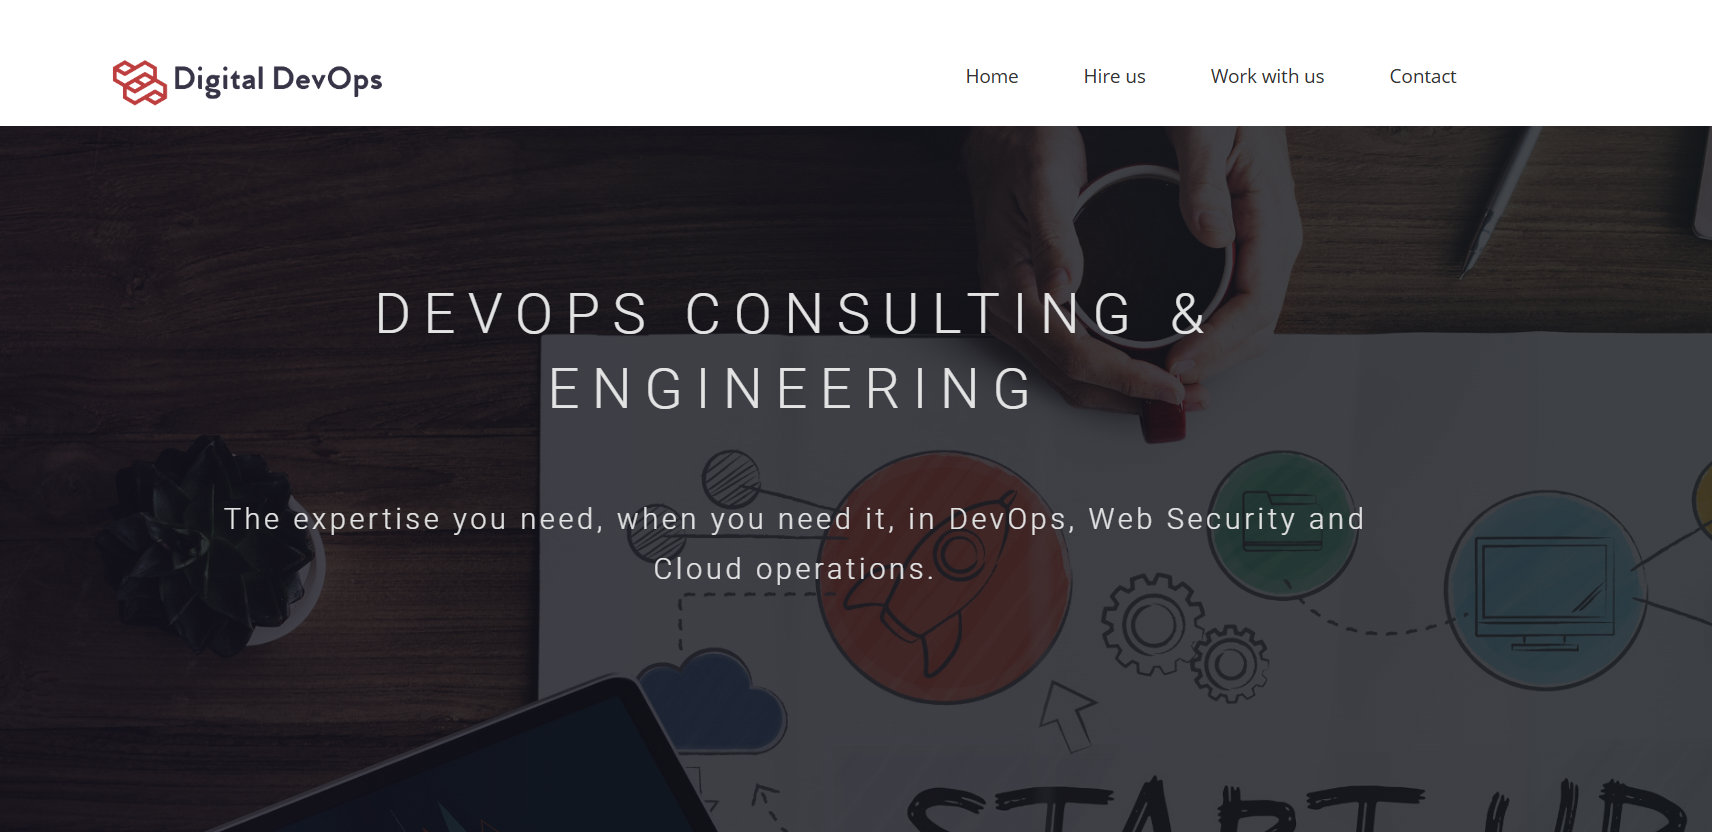 Digital DevOps
Home Hire us Work with us Contact
DEVOPS CONSULTING &
ENGINEERING
The expertise you need, when you need it, in DevOps, Web Security and
Cloud operations.
START UP